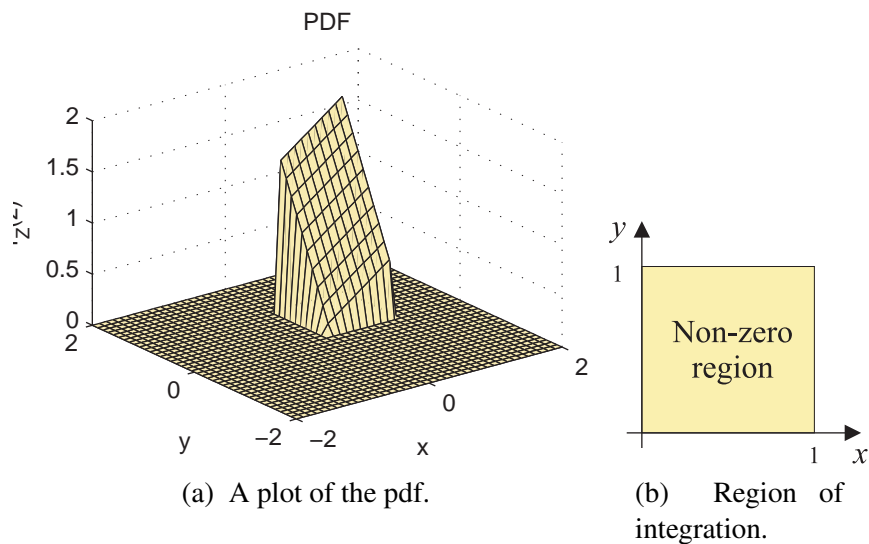 PDF
2
1.5
1
0.5
0
2
0
−2
−2
0
2
y
x
y
1
Non-zero
region
1
x
(a) A plot of the pdf.
(b) Region of
integration.